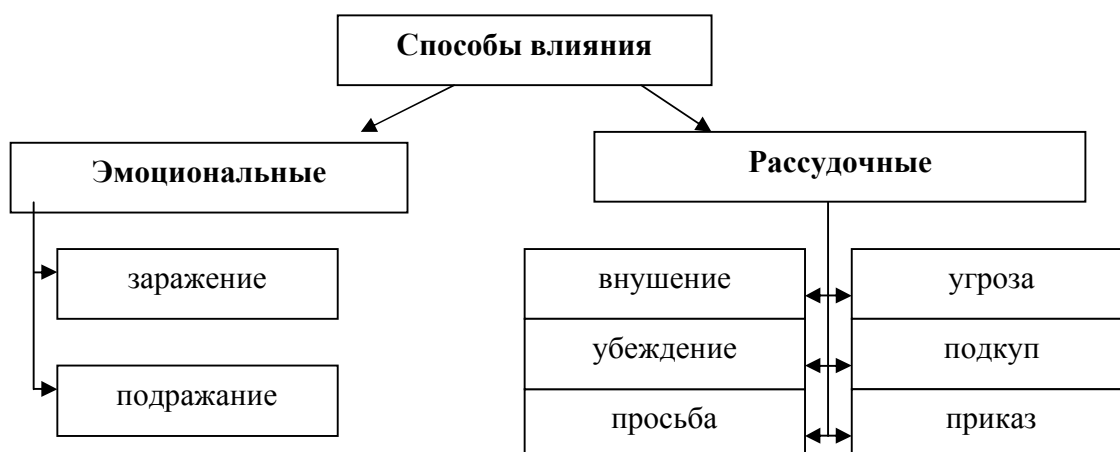 Способы влияния
Эмоциональные
Рассудочные
заражение
внушение
угроза
убеждение
подкуп
подражание
просьба
приказ